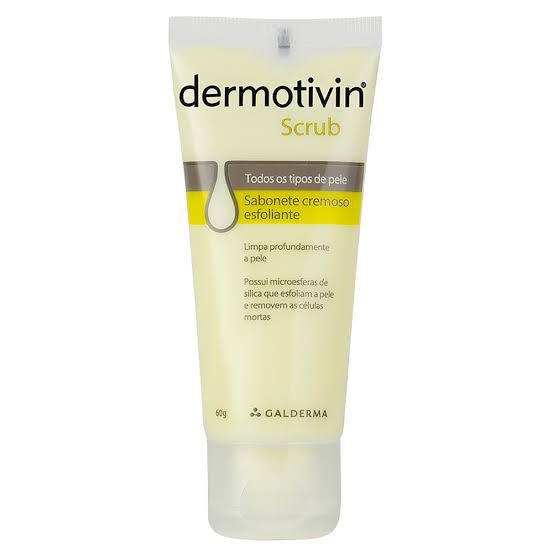 dermotivin®
Scrub
Todos os tipos de pele
Sabonete cremoso
esfoliante
Limpa profundamente
a pele
Possui microesferas de
sílica que esfoliam a pele
e removem as células
mortas
60g
GALDERMA